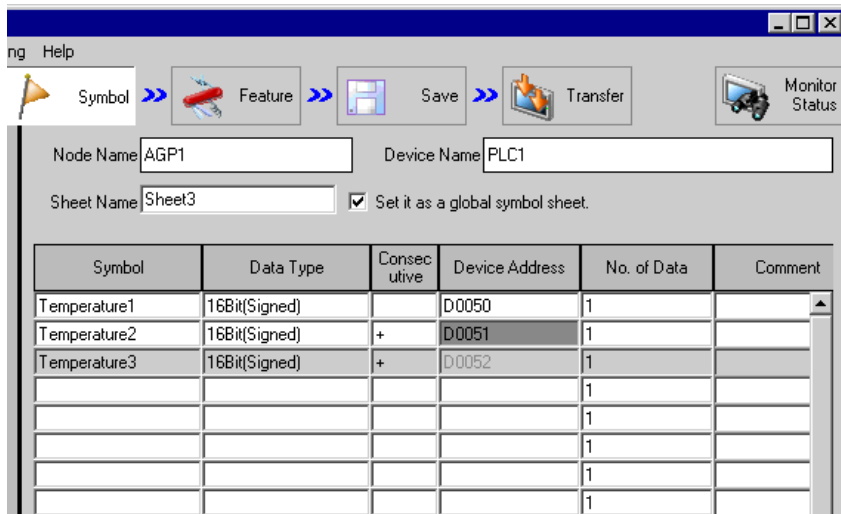 ng Help
Symbol Feature Save Transfer Monitor Status
Node Name AGP1 Device Name PLC1
Sheet Name Sheet3 Set it as a global symbol sheet.
Symbol Data Type Consec utive Device Address No. of Data Comment
Temperature1 16Bit(Signed) D0050 1
Temperature2 16Bit(Signed) + D0051 1
Temperature3 16Bit(Signed) + D0052 1
1
1
1
1
1